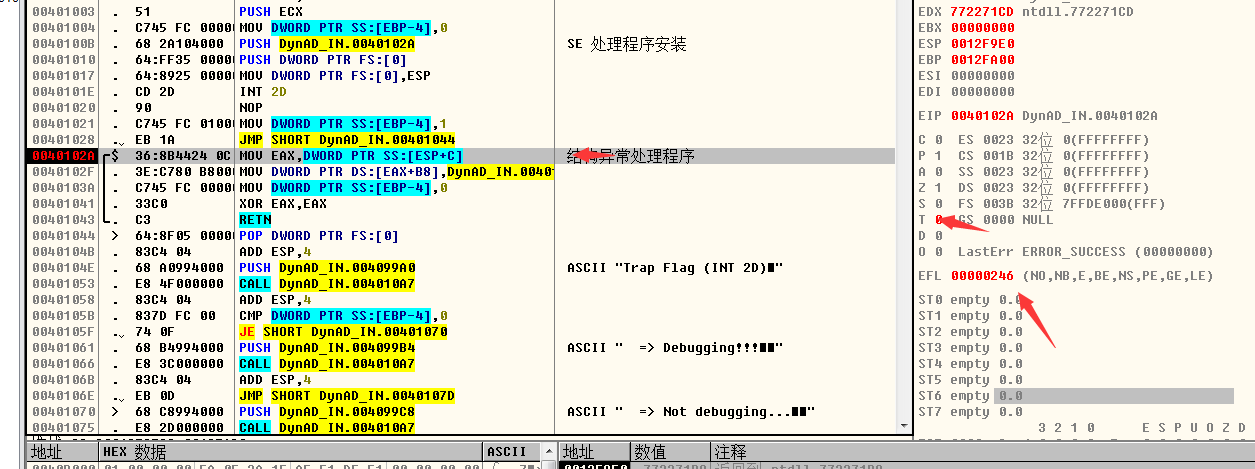 00401003 . 51 PUSH ECX
00401004 . C745 FC 00000 MOV DWORD PTR SS:[EBP-4],0
0040100B . 68 2A104000 PUSH DynAD_IN.0040102A SE 处理程序安装
00401010 . 64:FF35 00000 PUSH DWORD PTR FS:[0]
00401017 . 64:8925 00000 MOV DWORD PTR FS:[0],ESP
0040101E . CD 2D INT 2D
00401020 . 90 NOP
00401021 . C745 FC 01000 MOV DWORD PTR SS:[EBP-4],1
00401028 . EB 1A JMP SHORT DynAD_IN.00401044
0040102A $ 36:8B4424 0C MOV EAX,DWORD PTR SS:[ESP+C] 结构异常处理程序
0040102F . 3E:C780 B8000 MOV DWORD PTR DS:[EAX+B8],DynAD_IN.0040
0040103A . C745 FC 00000 MOV DWORD PTR SS:[EBP-4],0
00401041 . 33C0 XOR EAX,EAX
00401043 . C3 RETN
00401044 > 64:8F05 00000 POP DWORD PTR FS:[0]
0040104B . 83C4 04 ADD ESP,4
0040104E . 68 A0994000 PUSH DynAD_IN.004099A0 ASCII "Trap Flag (INT 2D)■"
00401053 . E8 4F000000 CALL DynAD_IN.004010A7
00401058 . 83C4 04 ADD ESP,4
0040105B . 837D FC 00 CMP DWORD PTR SS:[EBP-4],0
0040105F . 74 0F JE SHORT DynAD_IN.00401070
00401061 . 68 B4994000 PUSH DynAD_IN.004099B4 ASCII " => Debugging!!!■■"
00401066 . E8 3C000000 CALL DynAD_IN.004010A7
0040106B . 83C4 04 ADD ESP,4
0040106E . EB 0D JMP SHORT DynAD_IN.0040107D
00401070 > 68 C8994000 PUSH DynAD_IN.004099C8 ASCII " => Not debugging...■■"
00401075 . E8 2D000000 CALL DynAD_IN.004010A7
EDX 772271CD ntdll.772271CD
EBX 00000000
ESP 0012F9E0
EBP 0012FA00
ESI 00000000
EDI 00000000
EIP 0040102A DynAD_IN.0040102A
C 0 ES 0023 32位 0(FFFFFFFF)
P 1 CS 001B 32位 0(FFFFFFFF)
A 0 SS 0023 32位 0(FFFFFFFF)
Z 1 DS 0023 32位 0(FFFFFFFF)
S 0 FS 003B 32位 7FFDE000(FFF)
T 0 GS 0000 NULL
D 0
O 0 LastErr ERROR_SUCCESS (00000000)
EFL 00000246 (NO,NB,E,BE,NS,PE,GE,LE)
ST0 empty 0.0
ST1 empty 0.0
ST2 empty 0.0
ST3 empty 0.0
ST4 empty 0.0
ST5 empty 0.0
ST6 empty 0.0
ST7 empty 0.0
3 2 1 0 E S P U O Z D
地址 HEX 数据 ASCII 地址 数值 注释